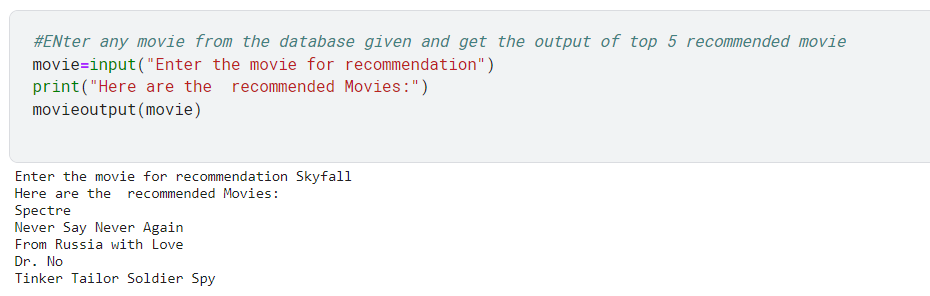 #ENter any movie from the database given and get the output of top 5 recommended movie
movie=input("Enter the movie for recommendation")
print("Here are the  recommended Movies:")
movieoutput(movie)
Enter the movie for recommendation Skyfall
Here are the  recommended Movies:
Spectre
Never Say Never Again
From Russia with Love
Dr. No
Tinker Tailor Soldier Spy